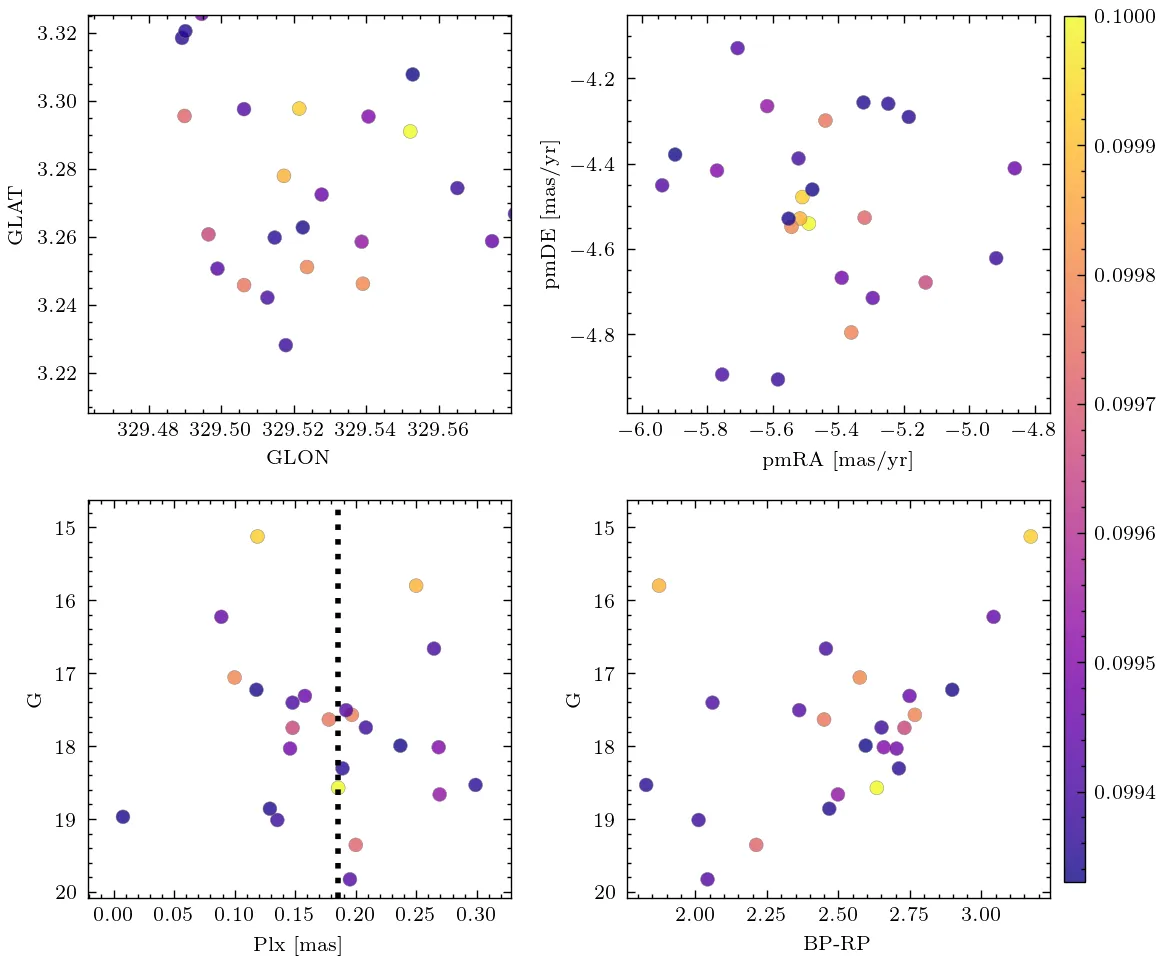 3.32
3.30
3.28
3.26
3.24
3.22
GLAT
329.48 329.50 329.52 329.54 329.56
GLON
−4.2
−4.4
−4.6
−4.8
pmDE [mas/yr]
−6.0 −5.8 −5.6 −5.4 −5.2 −5.0 −4.8
pmRA [mas/yr]
0.1000
0.0999
0.0998
0.0997
0.0996
0.0995
0.0994
15
16
17
18
19
20
G
0.00 0.05 0.10 0.15 0.20 0.25 0.30
Plx [mas]
15
16
17
18
19
20
G
2.00 2.25 2.50 2.75 3.00
BP-RP